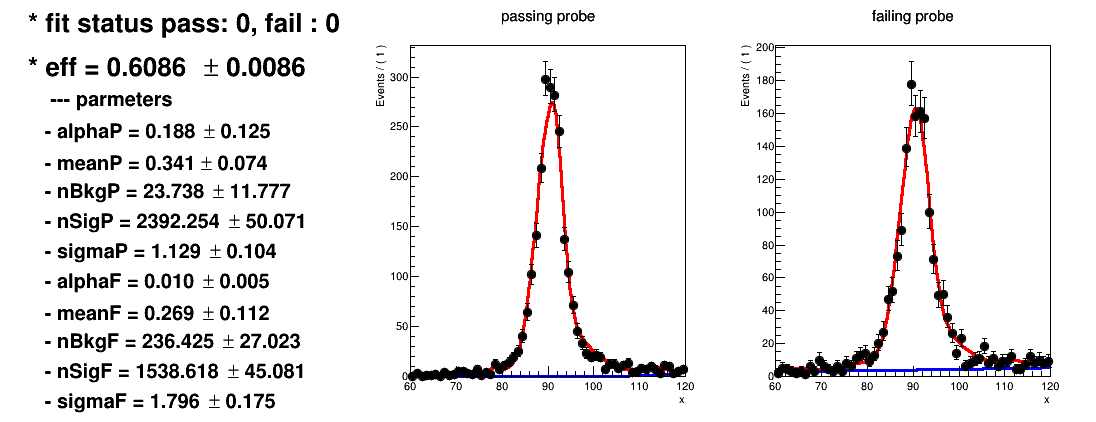 * fit status pass: 0, fail : 0
* eff = 0.6086 ± 0.0086
--- parmeters
- alphaP = 0.188 ± 0.125
- meanP = 0.341 ± 0.074
- nBkgP = 23.738 ± 11.777
- nSigP = 2392.254 ± 50.071
- sigmaP = 1.129 ± 0.104
- alphaF = 0.010 ± 0.005
- meanF = 0.269 ± 0.112
- nBkgF = 236.425 ± 27.023
- nSigF = 1538.618 ± 45.081
- sigmaF = 1.796 ± 0.175
passing probe
Events / ( 1 )
300
250
200
150
100
50
0
60 70 80 90 100 110 120
x
failing probe
Events / ( 1 )
200
180
160
140
120
100
80
60
40
20
0
60 70 80 90 100 110 120
x